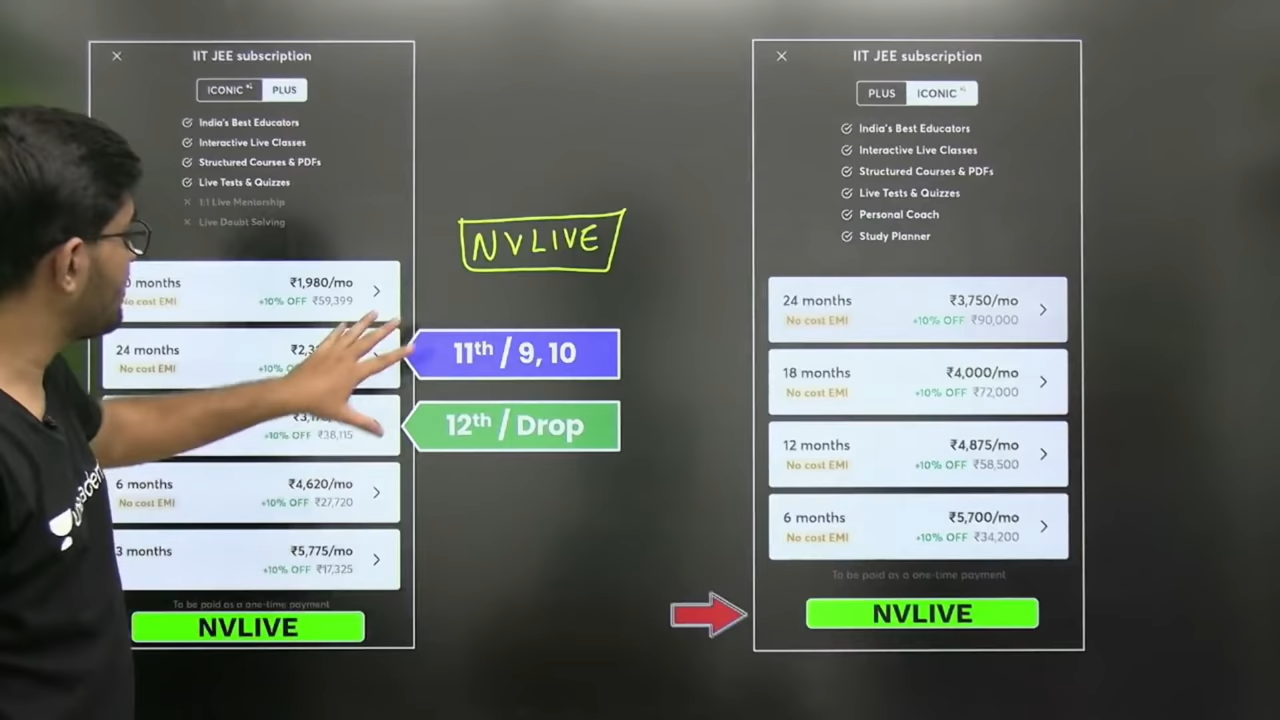 IIT JEE subscription
ICONIC PLUS
India's Best Educators
Interactive Live Classes
Structured Courses & PDFs
Live Tests & Quizzes
1:1 Live Mentorship
Live Doubt Solving
months ₹1,980/mo
No cost EMI +10% OFF ₹59,399
24 months
No cost EMI +10%
+10% OFF ₹38,115
6 months ₹4,620/mo
No cost EMI +10% OFF ₹27,720
3 months ₹5,775/mo
+10% OFF ₹17,325
To be paid as a one-time payment
NVLIVE
NVLIVE
11th / 9, 10
12th / Drop
IIT JEE subscription
PLUS ICONIC
India's Best Educators
Interactive Live Classes
Structured Courses & PDFs
Live Tests & Quizzes
Personal Coach
Study Planner
24 months ₹3,750/mo
No cost EMI +10% OFF ₹90,000
18 months ₹4,000/mo
No cost EMI +10% OFF ₹72,000
12 months ₹4,875/mo
No cost EMI +10% OFF ₹58,500
6 months ₹5,700/mo
No cost EMI +10% OFF ₹34,200
To be paid as a one-time payment
NVLIVE